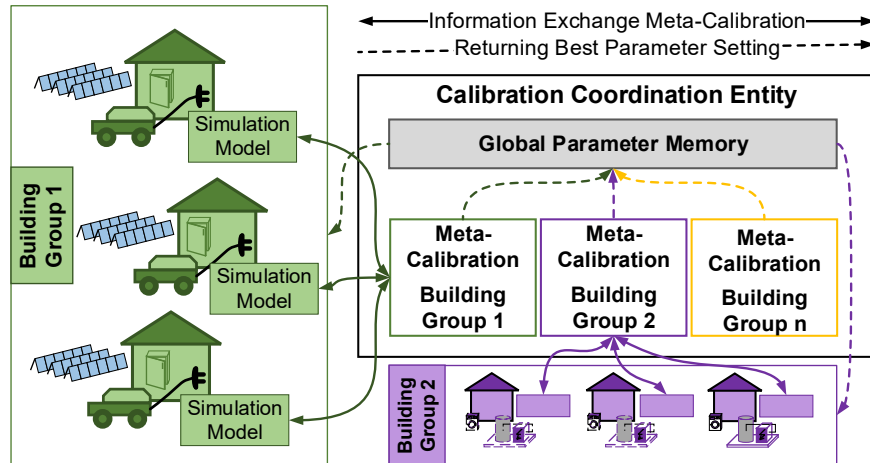 Information Exchange Meta-Calibration
Returning Best Parameter Setting
Calibration Coordination Entity
Global Parameter Memory
Meta-
Calibration
Building
Group 1
Meta-
Calibration
Building
Group 2
Meta-
Calibration
Building
Group n
Building
Group 1
Simulation
Model
Simulation
Model
Simulation
Model
Building
Group 2